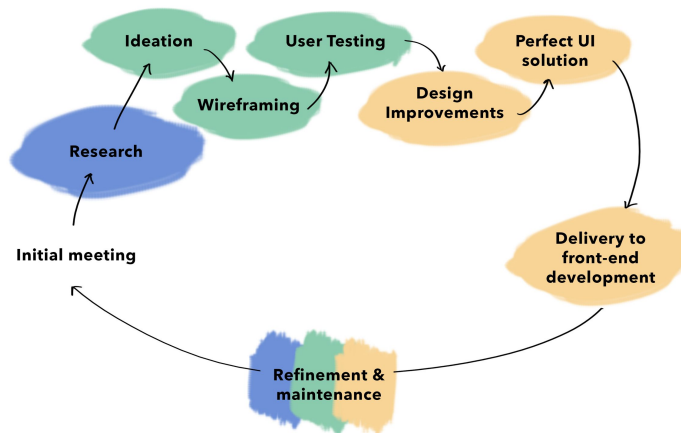 Ideation
User Testing
Perfect UI
solution
Wireframing
Design
Improvements
Research
Initial meeting
Delivery to
front-end
development
Refinement &
maintenance